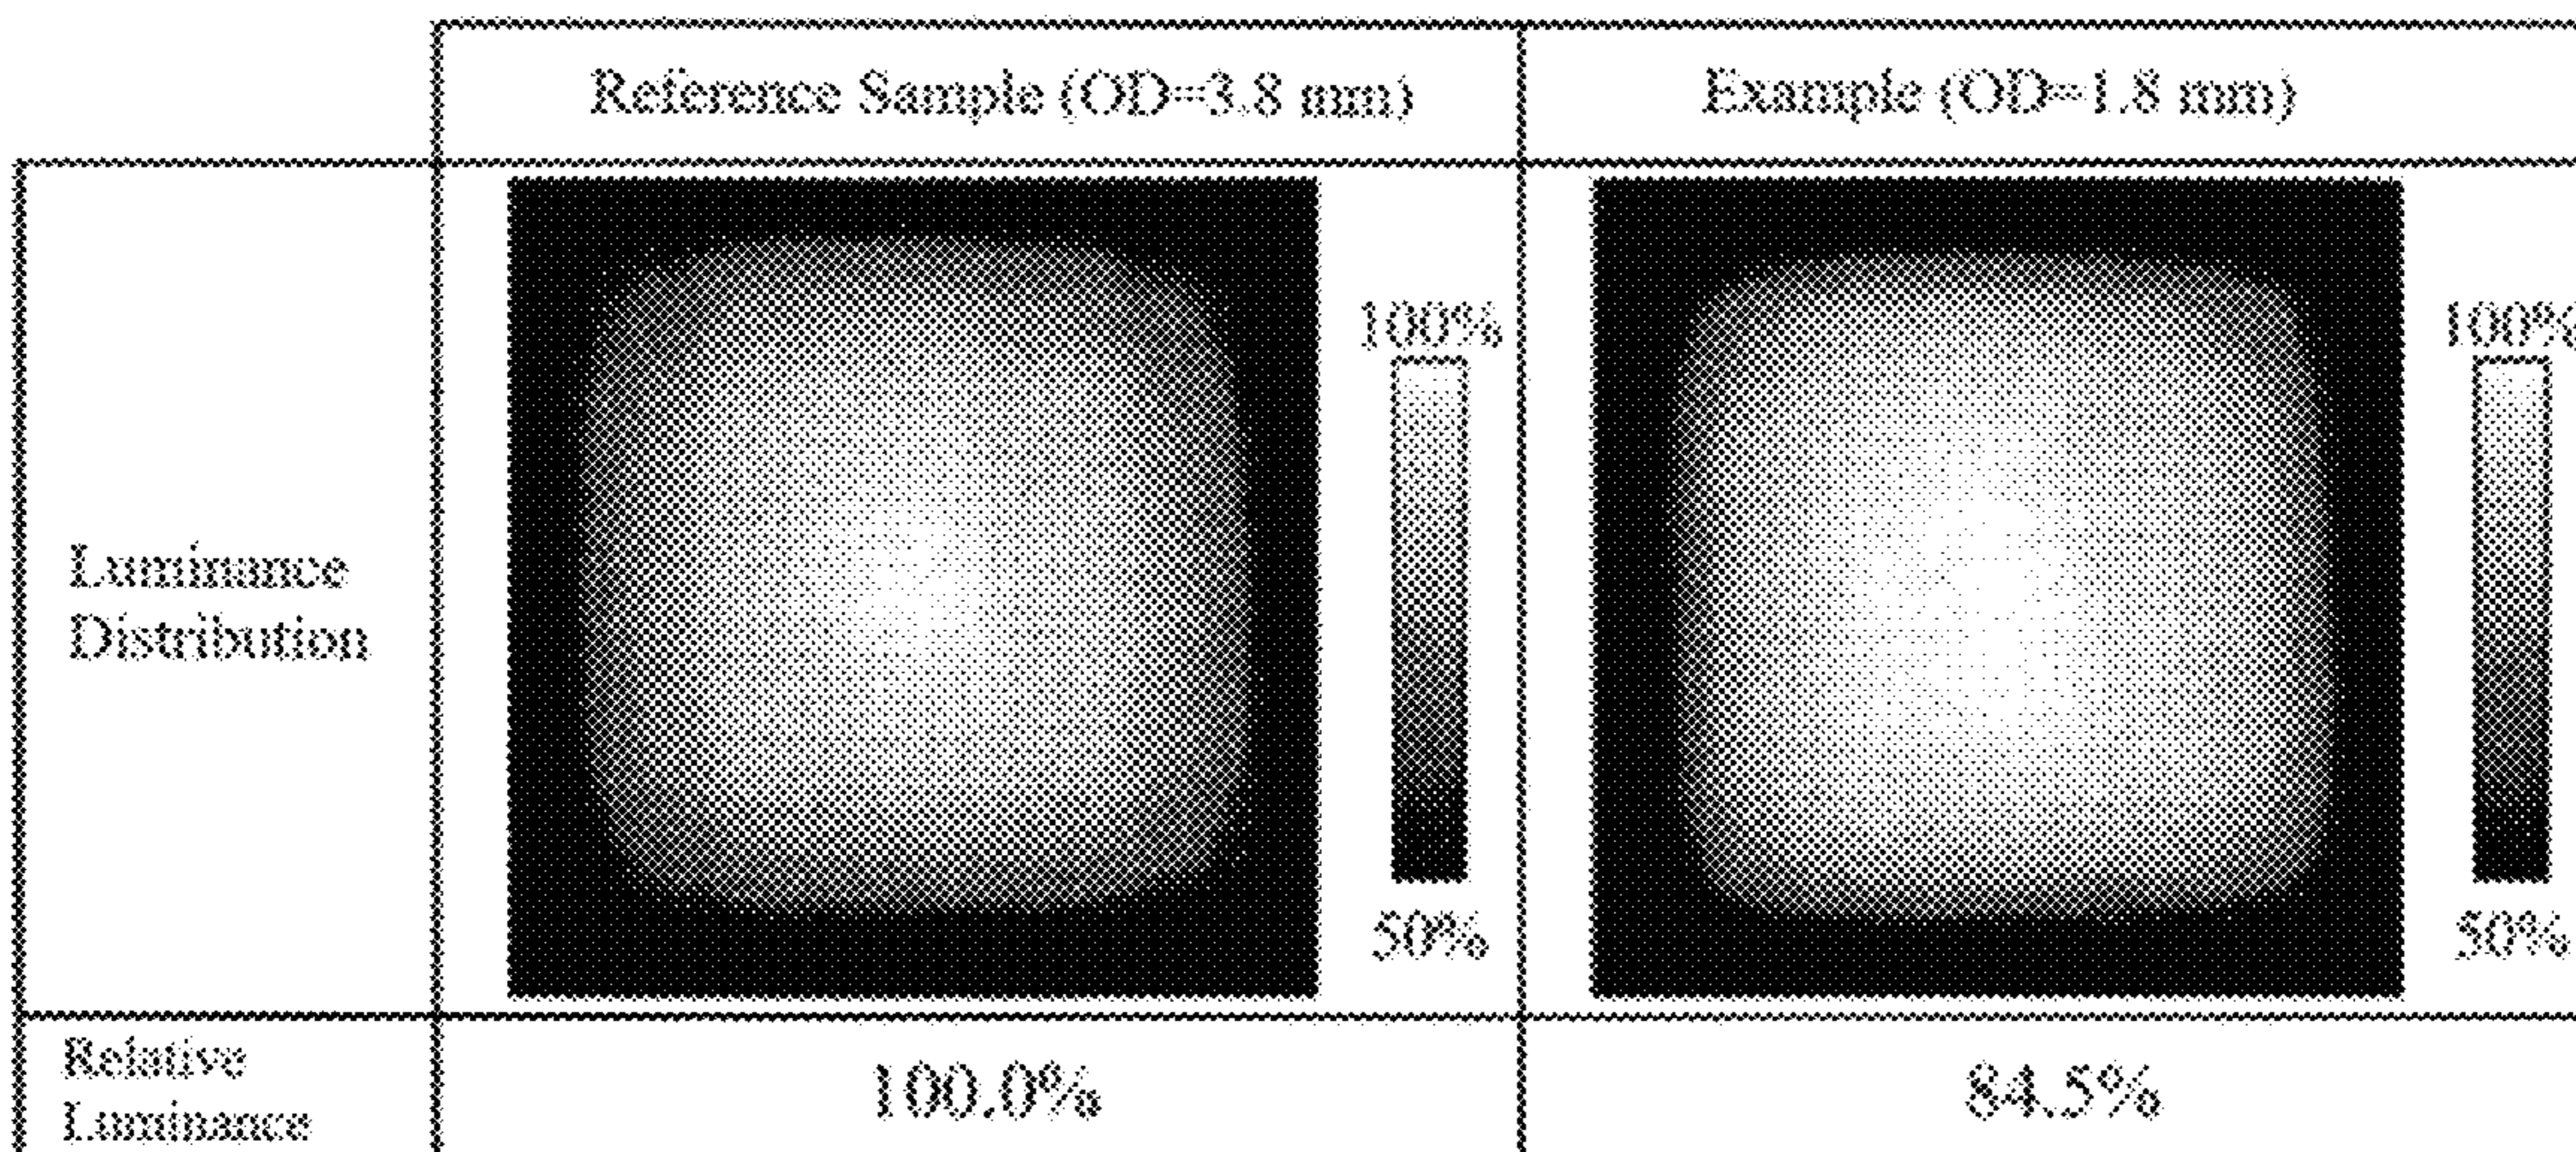 Reference Sample (OD=3.8 mm)
Example (OD=1.8 mm)
Luminance
Distribution
100%
50%
100%
50%
Relative
Luminance
100.0%
84.5%